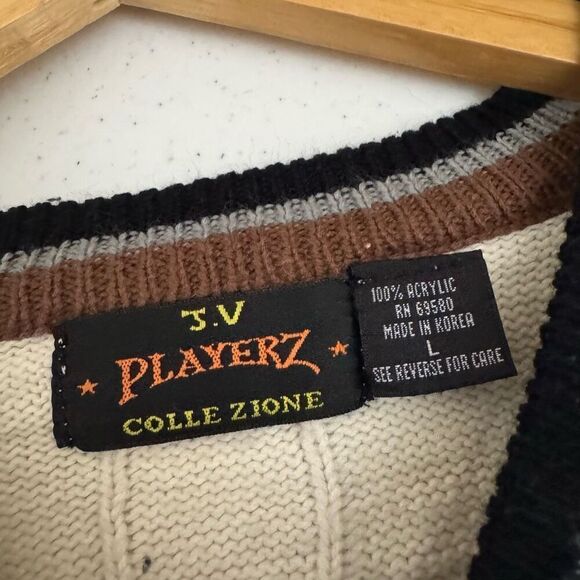 J.V
PLAYERZ
COLLE ZIONE
100% ACRYLIC
RN 69580
MADE IN KOREA
L
SEE REVERSE FOR CARE